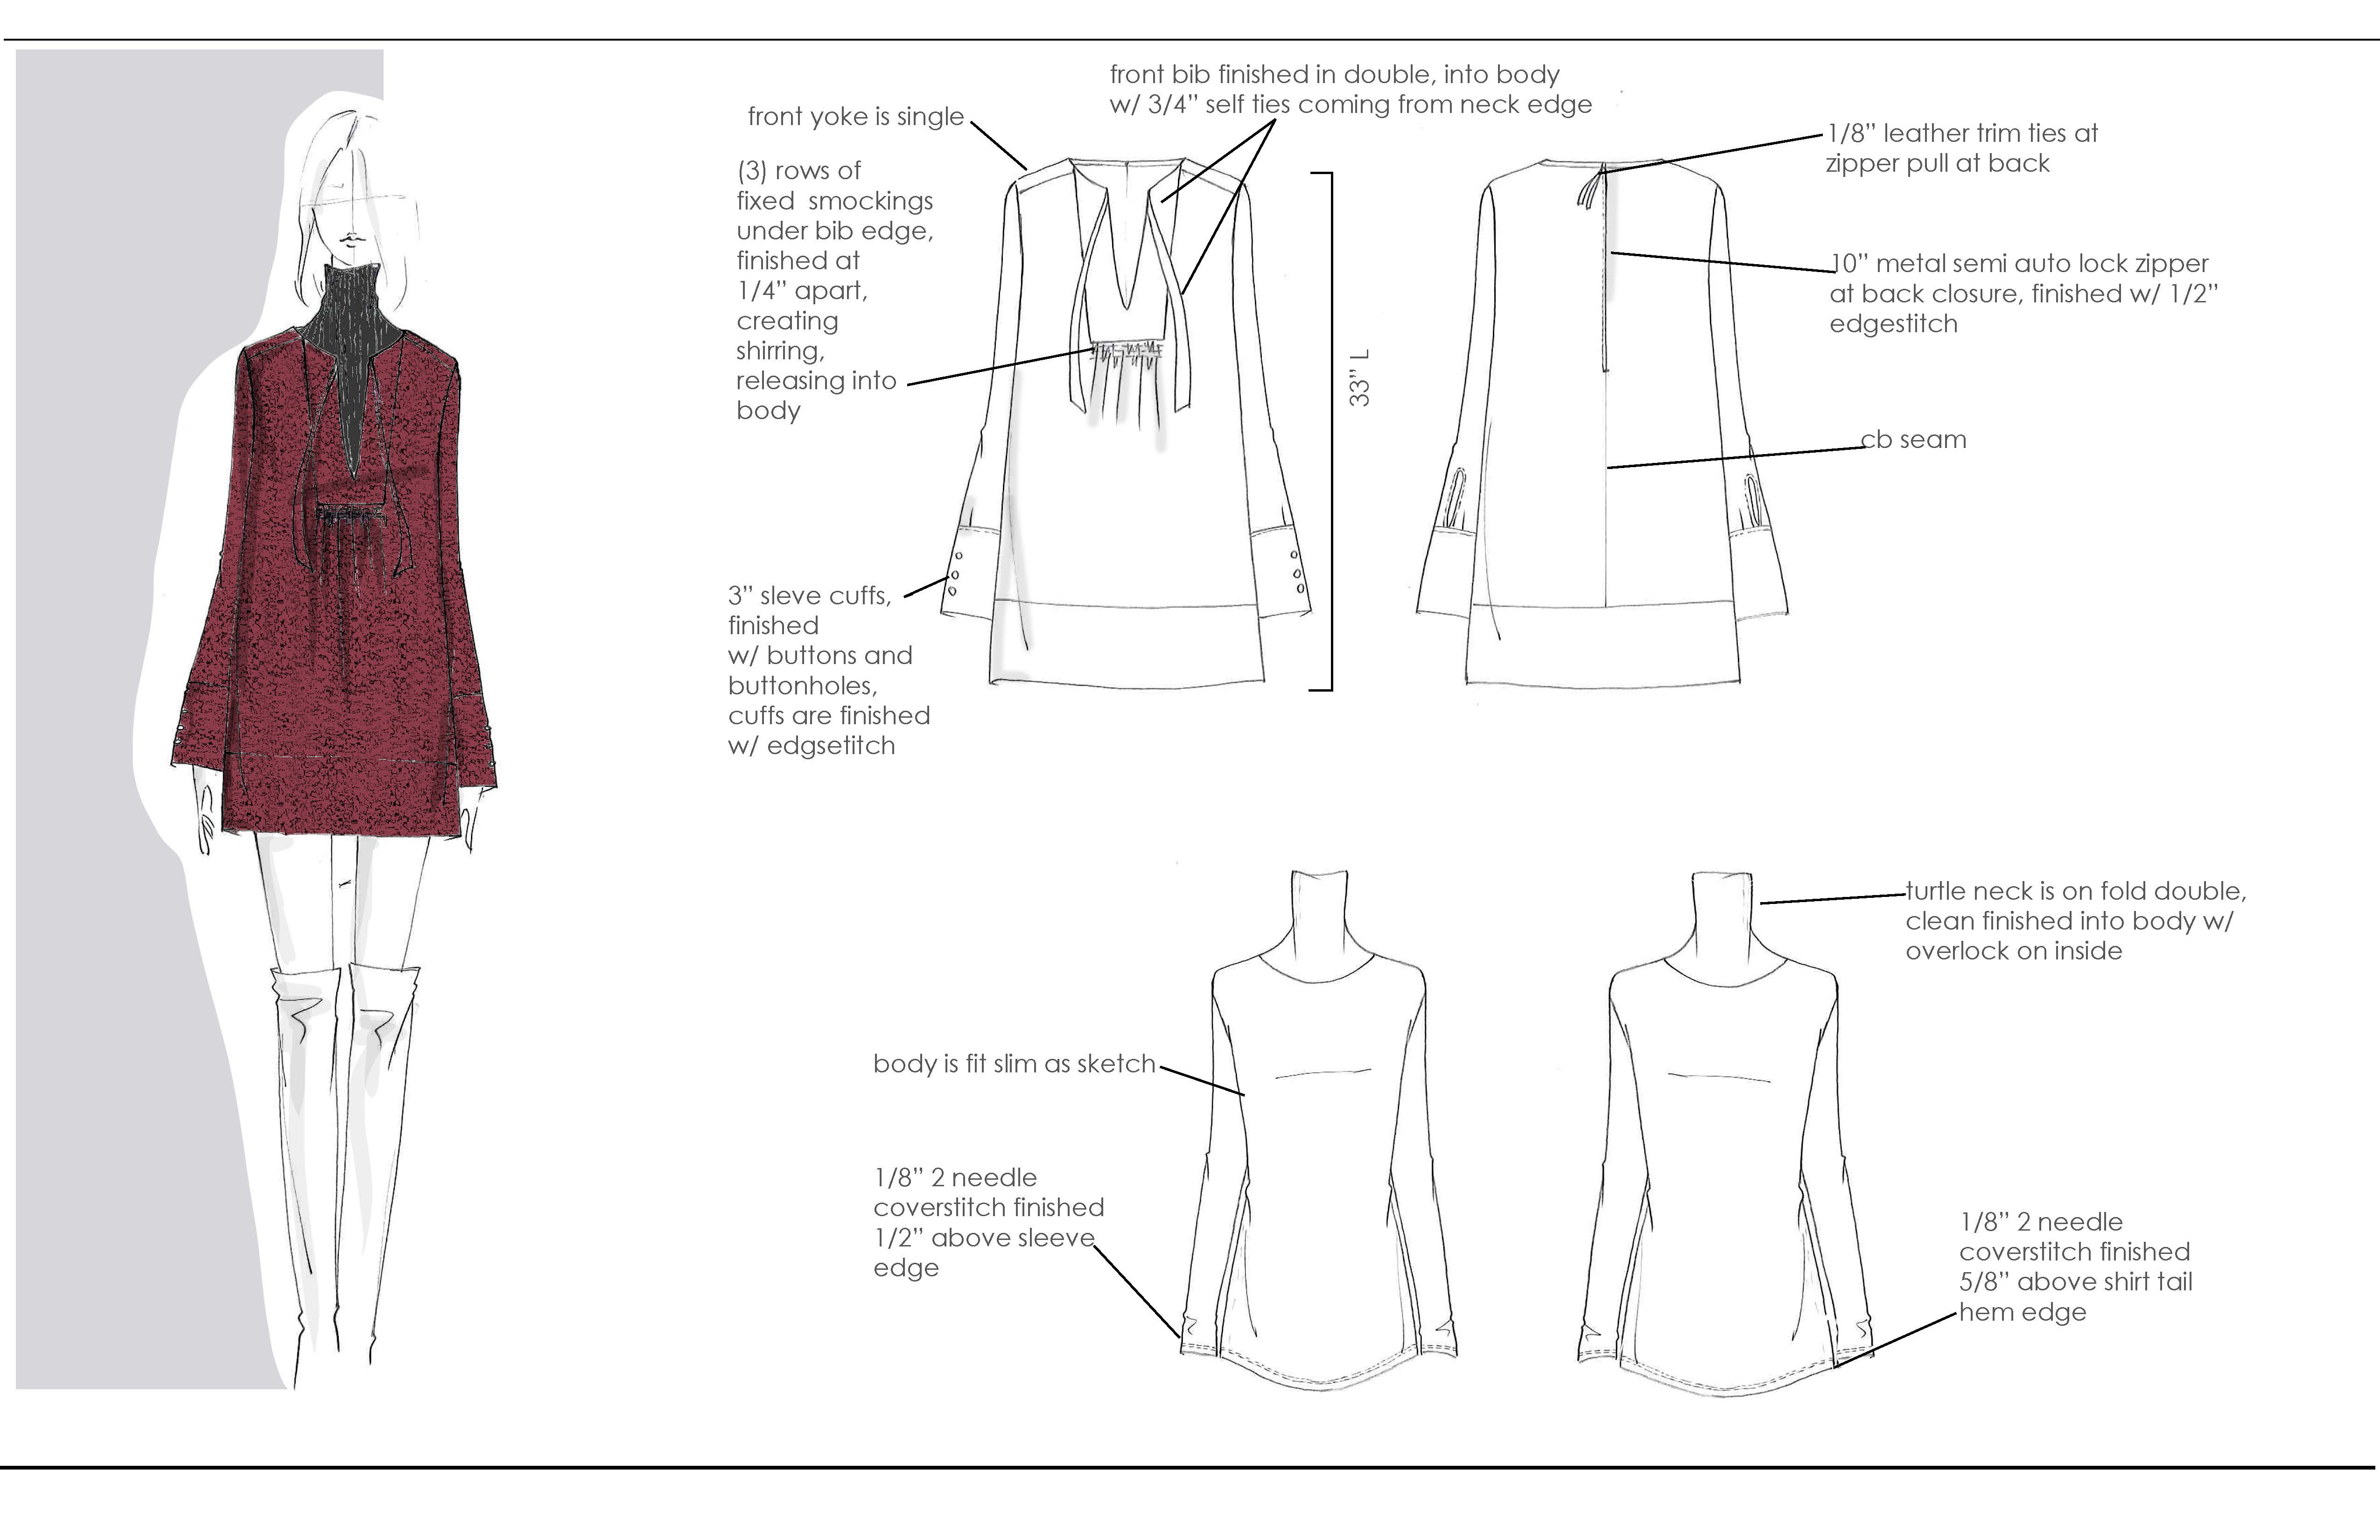 front bib finished in double, into body
w/ 3/4” self ties coming from neck edge
front yoke is single
(3) rows of
fixed  smockings
under bib edge,
finished at
1/4” apart,
creating
shirring,
releasing into
body
3” sleve cuffs,
finished
w/ buttons and
buttonholes,
cuffs are finished
w/ edgsetitch
33” L
1/8” leather trim ties at
zipper pull at back
10” metal semi auto lock zipper
at back closure, finished w/ 1/2”
edgestitch
cb seam
turtle neck is on fold double,
clean finished into body w/
overlock on inside
body is fit slim as sketch
1/8” 2 needle
coverstitch finished
1/2” above sleeve
edge
1/8” 2 needle
coverstitch finished
5/8” above shirt tail
hem edge